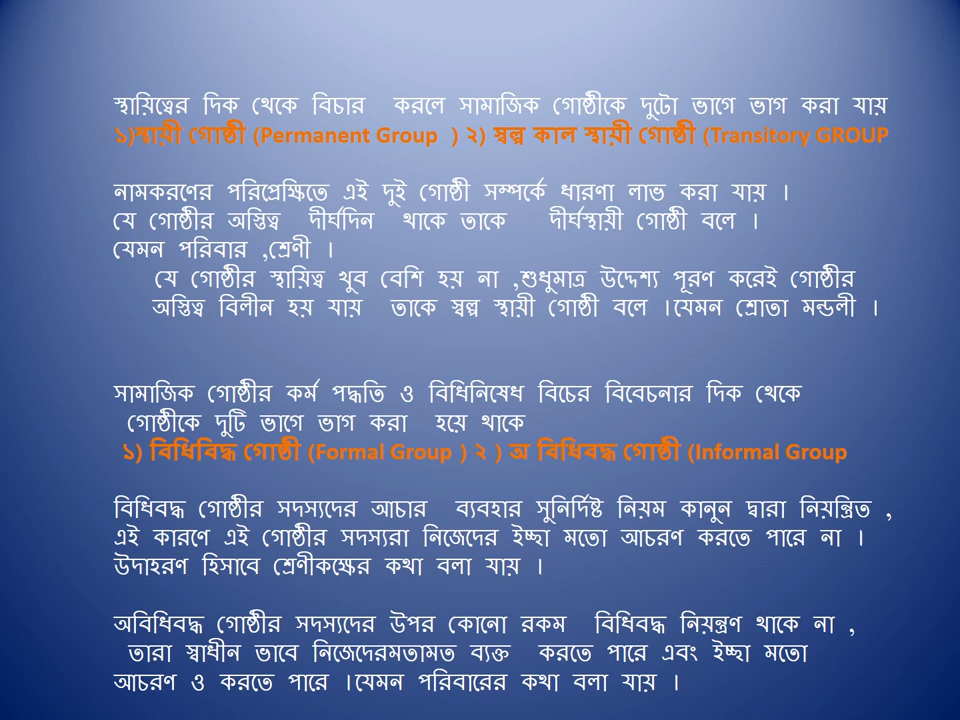 স্থায়িত্বের দিক থেকে বিচার করলে সামাজিক গোষ্ঠীকে দুটো ভাগে ভাগ করা যায়
১)স্থায়ী গোষ্ঠী (Permanent Group ) ২) স্বল্প কাল স্থায়ী গোষ্ঠী (Transitory GROUP
নামকরণের পরিপ্রেক্ষিতে এই দুই গোষ্ঠী সম্পর্কে ধারণা লাভ করা যায় ।
যে গোষ্ঠীর অস্তিত্ব দীর্ঘদিন থাকে তাকে দীর্ঘস্থায়ী গোষ্ঠী বলে ।
যেমন পরিবার ,শ্রেণী ।
যে গোষ্ঠীর স্থায়িত্ব খুব বেশি হয় না ,শুধুমাত্র উদ্দেশ্য পূরণ করেই গোষ্ঠীর
অস্তিত্ব বিলীন হয় যায় তাকে স্বল্প স্থায়ী গোষ্ঠী বলে ।যেমন শ্রোতা মন্ডলী ।
সামাজিক গোষ্ঠীর কর্ম পদ্ধতি ও বিধিনিষেধ বিচের বিবেচনার দিক থেকে
গোষ্ঠীকে দুটি ভাগে ভাগ করা হয়ে থাকে
১) বিধিবিদ্ধ গোষ্ঠী (Formal Group ) ২ ) অ বিধিবদ্ধ গোষ্ঠী (Informal Group
বিধিবদ্ধ গোষ্ঠীর সদস্যদের আচার ব্যবহার সুনির্দিষ্ট নিয়ম কানুন দ্বারা নিয়ন্ত্রিত ,
এই কারণে এই গোষ্ঠীর সদস্যরা নিজেদের ইচ্ছা মতো আচরণ করতে পারে না ।
উদাহরণ হিসাবে শ্রেণীকক্ষের কথা বলা যায় ।
অবিধিবদ্ধ গোষ্ঠীর সদস্যদের উপর কোনো রকম বিধিবদ্ধ নিয়ন্ত্রণ থাকে না ,
তারা স্বাধীন ভাবে নিজেদেরমতামত ব্যক্ত করতে পারে এবং ইচ্ছা মতো
আচরণ ও করতে পারে ।যেমন পরিবারের কথা বলা যায় ।